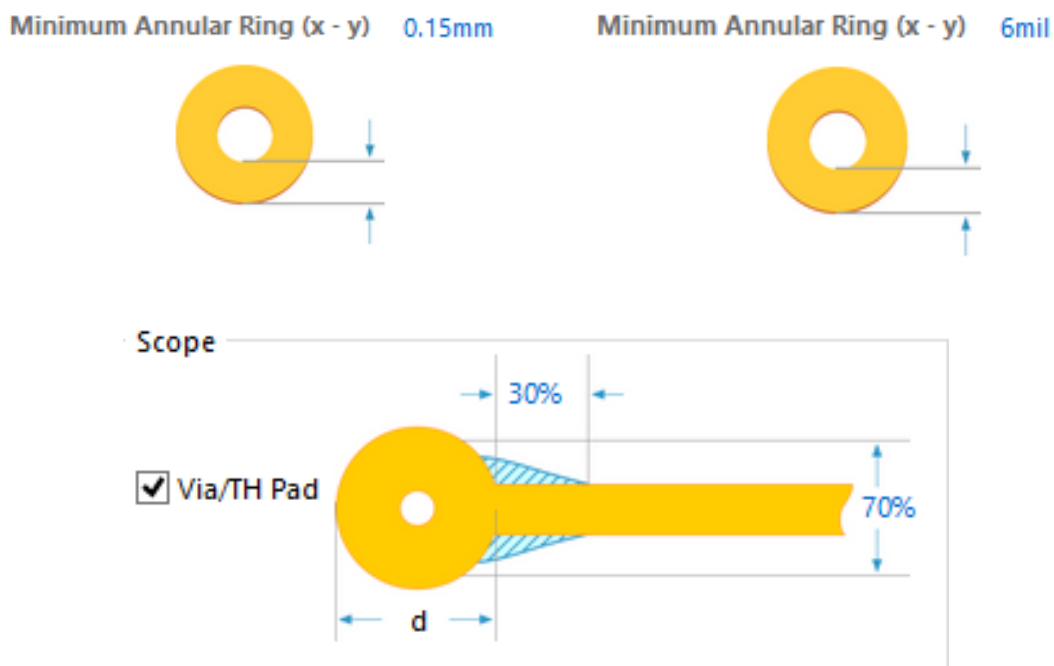 Minimum Annular Ring (x - y) 0.15mm
Minimum Annular Ring (x - y) 6mil
Scope
30%
Via/TH Pad
70%
d